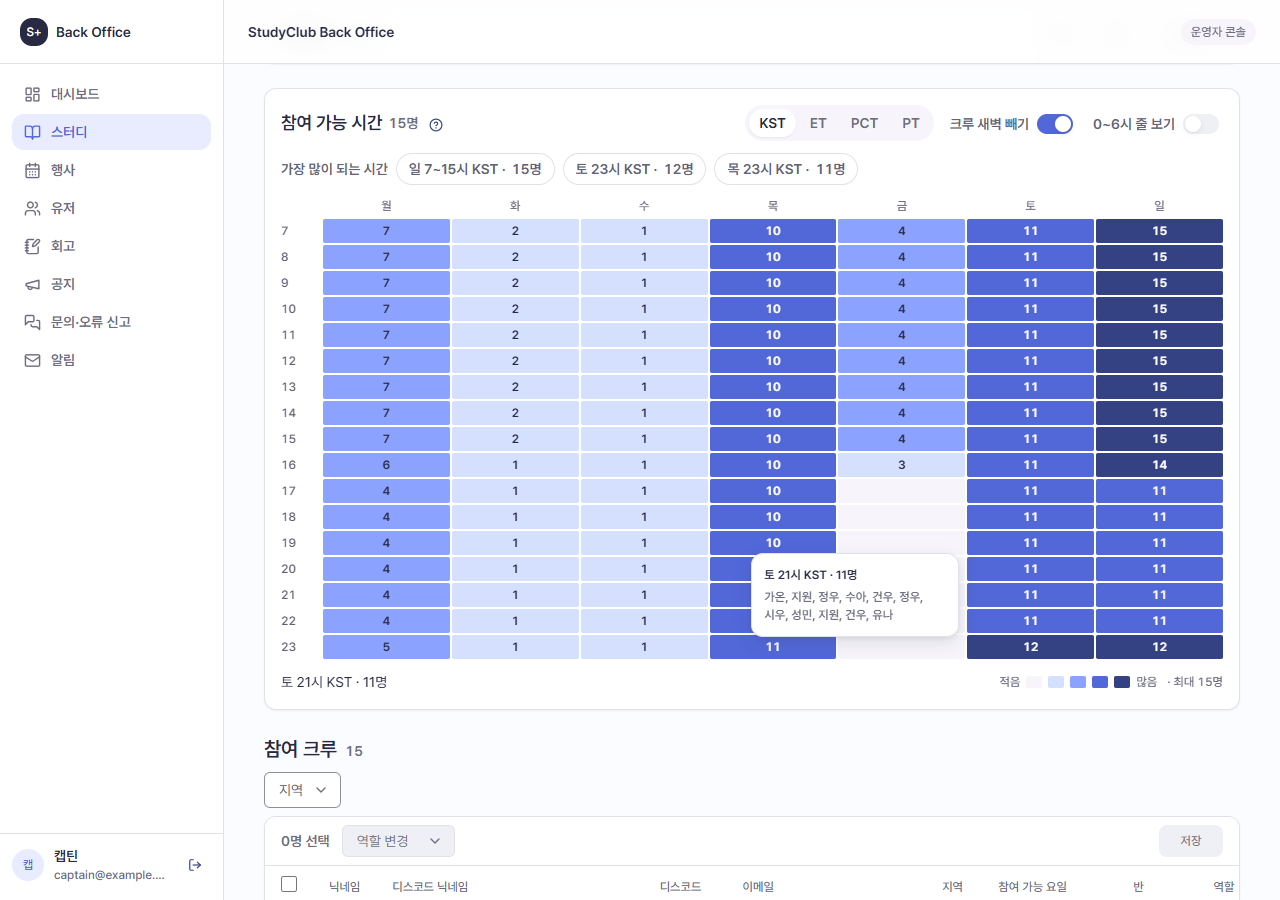 S+ Back Office
StudyClub Back Office
운영자 콘솔
대시보드
스터디
행사
유저
회고
공지
문의·오류 신고
알림
참여 가능 시간 15명
KST ET PCT PT
크루 새벽 빼기
0~6시 줄 보기
가장 많이 되는 시간 일 7~15시 KST · 15명 토 23시 KST · 12명 목 23시 KST · 11명
월 화 수 목 금 토 일
7 7 2 1 10 4 11 15
8 7 2 1 10 4 11 15
9 7 2 1 10 4 11 15
10 7 2 1 10 4 11 15
11 7 2 1 10 4 11 15
12 7 2 1 10 4 11 15
13 7 2 1 10 4 11 15
14 7 2 1 10 4 11 15
15 7 2 1 10 4 11 15
16 6 1 1 10 3 11 14
17 4 1 1 10 11 11
18 4 1 1 10 11 11
19 4 1 1 10 11 11
20 4 1 1 11 11
21 4 1 1 11 11
22 4 1 1 11 11
23 5 1 1 11 12 12
토 21시 KST · 11명
가온, 지원, 정우, 수아, 건우, 정우,
시우, 성민, 지원, 건우, 유나
토 21시 KST · 11명
적음 많음 · 최대 15명
참여 크루 15
지역
0명 선택 역할 변경 저장
닉네임 디스코드 닉네임 디스코드 이메일 지역 참여 가능 요일 반 역할
캡
캡틴
captain@example....